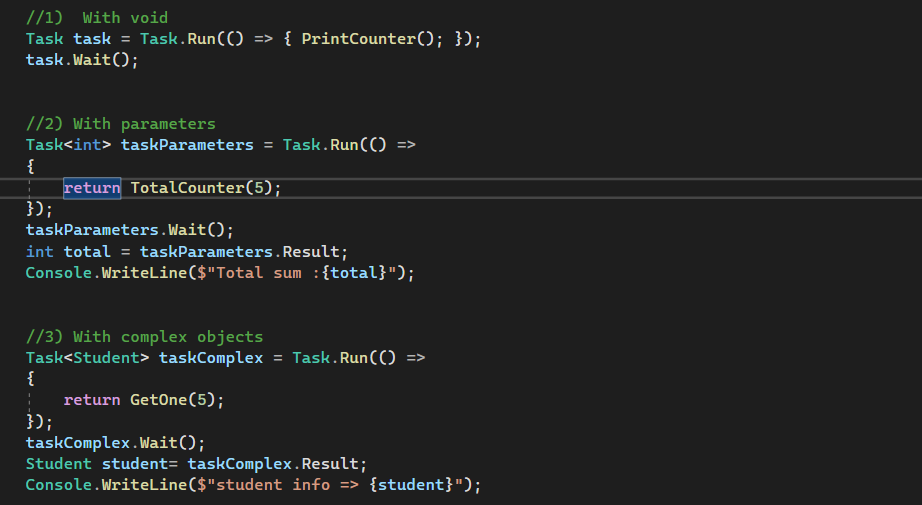 //1)  With void
Task task = Task.Run(() => { PrintCounter(); });
task.Wait();
//2) With parameters
Task<int> taskParameters = Task.Run(() =>
{
    return TotalCounter(5);
});
taskParameters.Wait();
int total = taskParameters.Result;
Console.WriteLine($"Total sum :{total}");
//3) With complex objects
Task<Student> taskComplex = Task.Run(() =>
{
    return GetOne(5);
});
taskComplex.Wait();
Student student= taskComplex.Result;
Console.WriteLine($"student info => {student}");